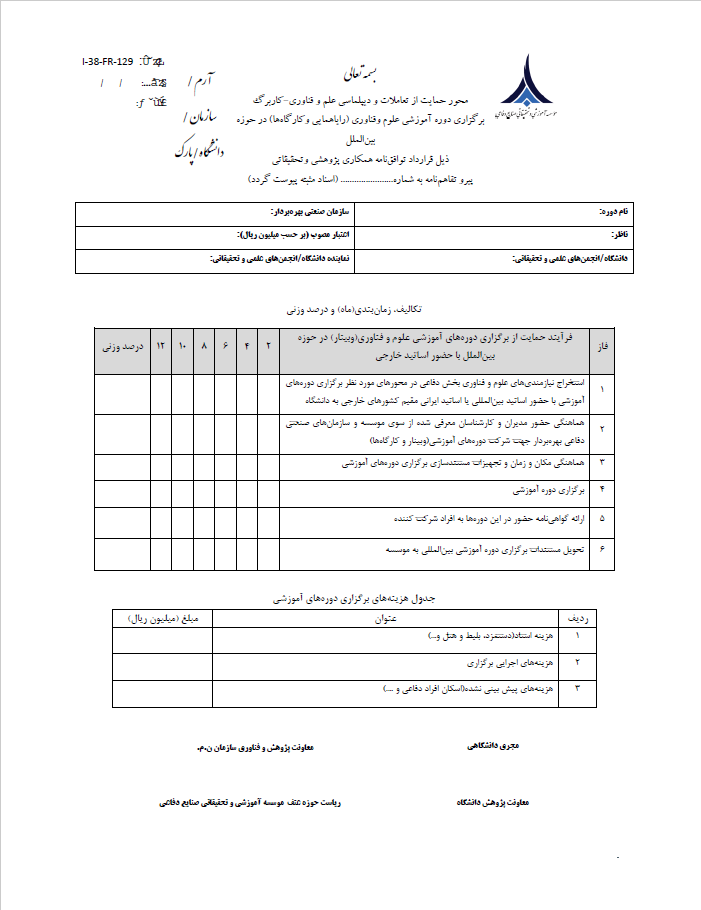 بسمه تعالی
I-38-FR-129
آرم /
سازمان /
دانشگاه / پارک
موسسه آموزشی و تحقیقاتی صنایع دفاعی
محور حمایت از تعاملات و دیپلماسی علم و فناوری-کاربرگ
برگزاری دوره آموزشی علوم وفناوری (رایاهمایی وکارگاه‌ها) در حوزه
بین‌الملل
ذیل قرارداد توافق‌نامه همکاری پژوهشی وتحقیقاتی
پیرو تفاهم‌نامه به شماره....................... (اسناد مثبته پیوست گردد)
نام دوره: سازمان صنعتی بهره‌بردار:
ناظر: اعتبار مصوب (بر حسب میلیون ریال):
دانشگاه/انجمن‌های علمی و تحقیقاتی: نماینده دانشگاه/انجمن‌های علمی و تحقیقاتی:
تکالیف، زمان‌بندی(ماه) و درصد وزنی
فاز فرآیند حمایت از برگزاری دوره‌های آموزشی علوم و فناوری(وبینار) در حوزه ۲ ۴ ۶ ۸ ۱۰ ۱۲ درصد وزنی
بین‌الملل با حضور اساتید خارجی
۱ استخراج نیازمندی‌های علوم و فناوری بخش دفاعی در محورهای مورد نظر برگزاری دوره‌های
آموزشی با حضور اساتید بین‌المللی یا اساتید ایرانی مقیم کشورهای خارجی به دانشگاه
۲ هماهنگی حضور مدیران و کارشناسان معرفی شده از سوی موسسه و سازمان‌های صنعتی
دفاعی بهره‌بردار جهت شرکت دوره‌های آموزشی(وبینار و کارگاه‌ها)
۳ هماهنگی مکان و زمان و تجهیزات مستندسازی برگزاری دوره‌های آموزشی
۴ برگزاری دوره آموزشی
۵ ارائه گواهی‌نامه حضور در این دوره‌ها به افراد شرکت کننده
۶ تحویل مستندات برگزاری دوره آموزشی بین‌المللی به موسسه
جدول هزینه‌های برگزاری دوره‌های آموزشی
ردیف عنوان مبلغ (میلیون ریال)
۱ هزینه استاد(دستمزد، بلیط و هتل و...)
۲ هزینه‌های اجرایی برگزاری
۳ هزینه‌های پیش بینی نشده(اسکان افراد دفاعی و ....)
مجری دانشگاهی معاونت پژوهش و فناوری سازمان ن.م.
معاونت پژوهش دانشگاه ریاست حوزه عتف موسسه آموزشی و تحقیقاتی صنایع دفاعی